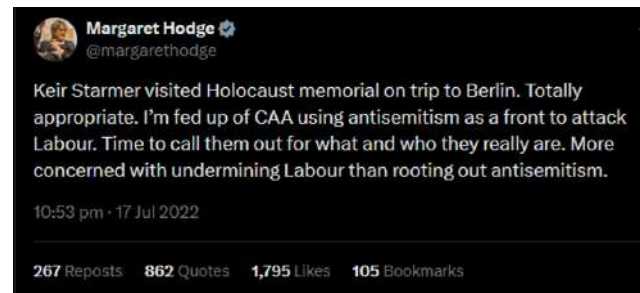 Margaret Hodge
@margarethodge
Keir Starmer visited Holocaust memorial on trip to Berlin. Totally
appropriate. I'm fed up of CAA using antisemitism as a front to attack
Labour. Time to call them out for what and who they really are. More
concerned with undermining Labour than rooting out antisemitism.
10:53 pm · 17 Jul 2022
267 Reposts 862 Quotes 1,795 Likes 105 Bookmarks